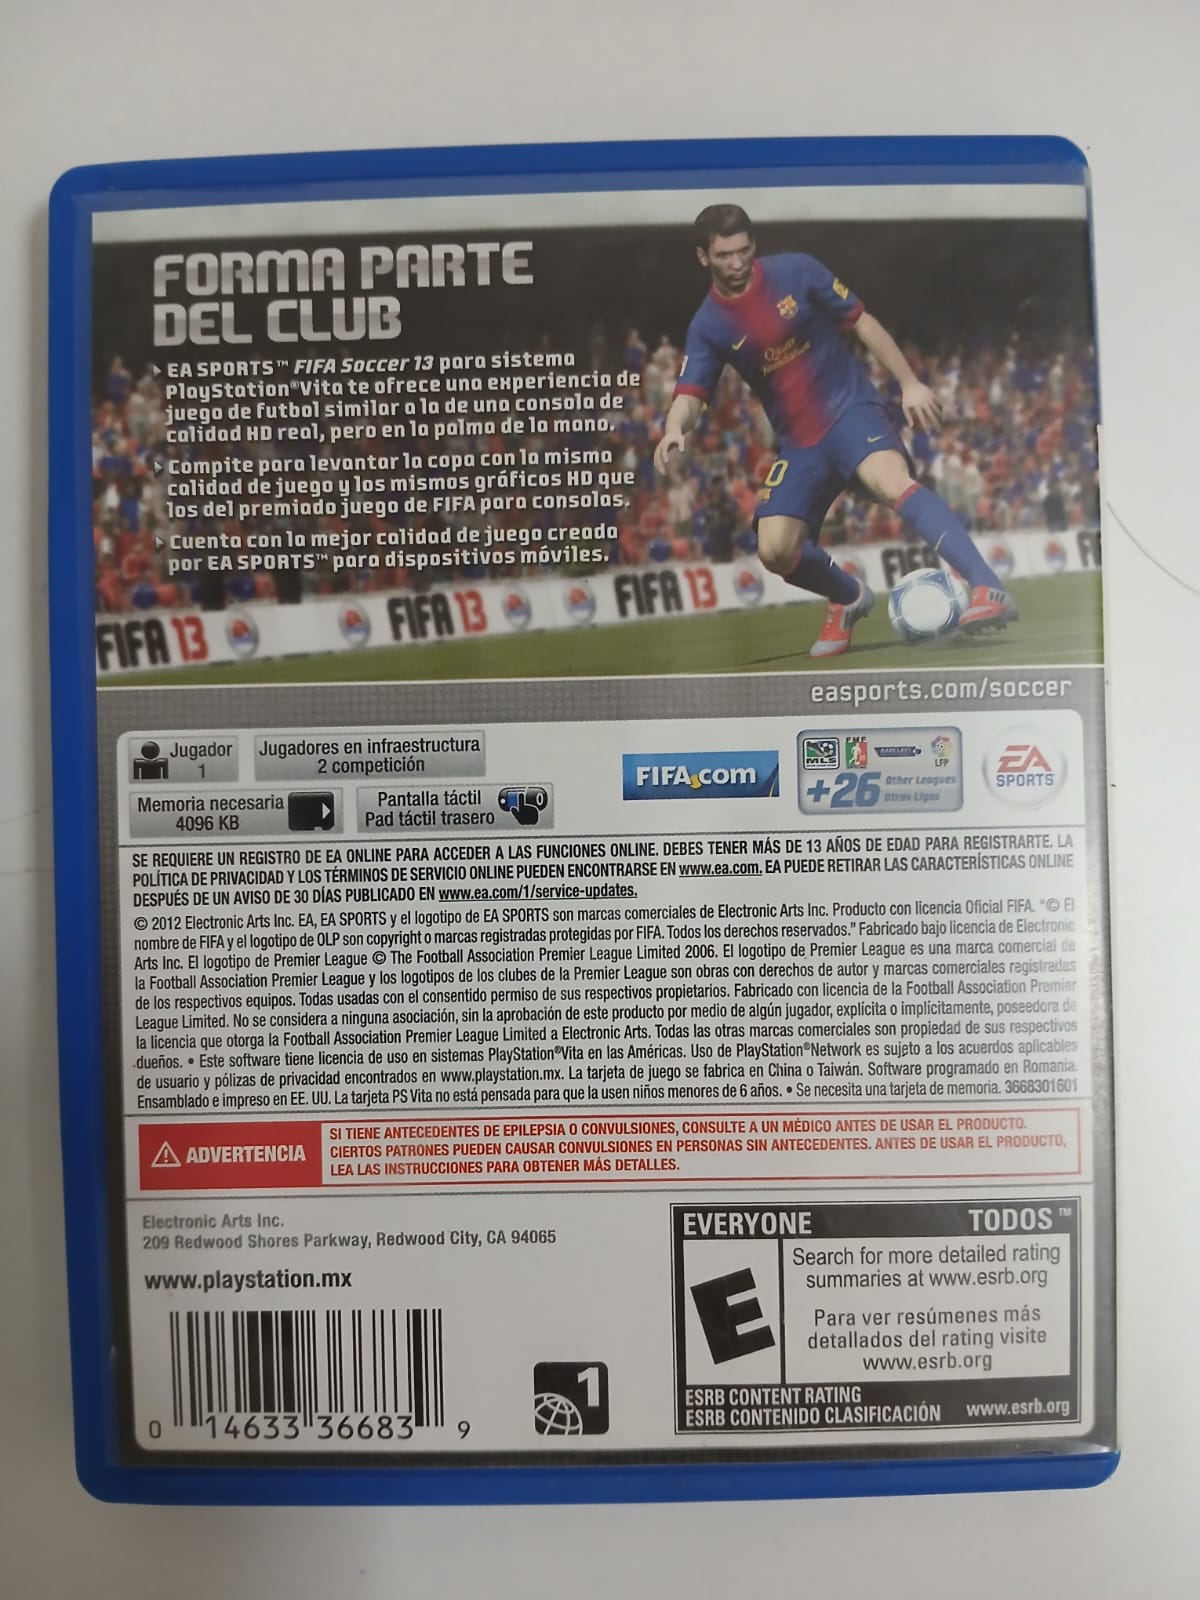 FORMA PARTE
DEL CLUB
EA SPORTS™ FIFA Soccer 13 para sistema
PlayStation®Vita te ofrece una experiencia de
juego de futbol similar a la de una consola de
calidad HD real, pero en la palma de la mano.
Compite para levantar la copa con la misma
calidad de juego y los mismos gráficos HD que
los del premiado juego de FIFA para consolas.
Cuenta con la mejor calidad de juego creada
por EA SPORTS™ para dispositivos móviles.
Qatar
Foundation
0
FIFA 13
FIFA 13
FIFA 13
FIFA
easports.com/soccer
Jugador
1
Jugadores en infraestructura
2 competición
Memoria necesaria
4096 KB
Pantalla táctil
Pad táctil trasero
FIFA.com
MLS
FMF
BARCLAYS
LFP
+26 Other Leagues
Otras Ligas
EA
SPORTS™
SE REQUIERE UN REGISTRO DE EA ONLINE PARA ACCEDER A LAS FUNCIONES ONLINE. DEBES TENER MÁS DE 13 AÑOS DE EDAD PARA REGISTRARTE. LA
POLÍTICA DE PRIVACIDAD Y LOS TÉRMINOS DE SERVICIO ONLINE PUEDEN ENCONTRARSE EN www.ea.com. EA PUEDE RETIRAR LAS CARACTERÍSTICAS ONLINE
DESPUÉS DE UN AVISO DE 30 DÍAS PUBLICADO EN www.ea.com/1/service-updates.
© 2012 Electronic Arts Inc. EA, EA SPORTS y el logotipo de EA SPORTS son marcas comerciales de Electronic Arts Inc. Producto con licencia Oficial FIFA. “© El
nombre de FIFA y el logotipo de OLP son copyright o marcas registradas protegidas por FIFA. Todos los derechos reservados.” Fabricado bajo licencia de Electronic
Arts Inc. El logotipo de Premier League © The Football Association Premier League Limited 2006. El logotipo de Premier League es una marca comercial de
la Football Association Premier League y los logotipos de los clubes de la Premier League son obras con derechos de autor y marcas comerciales registradas
de los respectivos equipos. Todas usadas con el consentido permiso de sus respectivos propietarios. Fabricado con licencia de la Football Association Premier
League Limited. No se considera a ninguna asociación, sin la aprobación de este producto por medio de algún jugador, explícita o implícitamente, poseedora de
la licencia que otorga la Football Association Premier League Limited a Electronic Arts. Todas las otras marcas comerciales son propiedad de sus respectivos
dueños. • Este software tiene licencia de uso en sistemas PlayStation®Vita en las Américas. Uso de PlayStation®Network es sujeto a los acuerdos aplicables
de usuario y pólizas de privacidad encontrados en www.playstation.mx. La tarjeta de juego se fabrica en China o Taiwán. Software programado en Romania.
Ensamblado e impreso en EE. UU. La tarjeta PS Vita no está pensada para que la usen niños menores de 6 años. • Se necesita una tarjeta de memoria. 3668301601
ADVERTENCIA
SI TIENE ANTECEDENTES DE EPILEPSIA O CONVULSIONES, CONSULTE A UN MÉDICO ANTES DE USAR EL PRODUCTO.
CIERTOS PATRONES PUEDEN CAUSAR CONVULSIONES EN PERSONAS SIN ANTECEDENTES. ANTES DE USAR EL PRODUCTO,
LEA LAS INSTRUCCIONES PARA OBTENER MÁS DETALLES.
Electronic Arts Inc.
209 Redwood Shores Parkway, Redwood City, CA 94065
www.playstation.mx
0 14633 36683 9
1
EVERYONE TODOS™
E
Search for more detailed rating
summaries at www.esrb.org
Para ver resúmenes más
detallados del rating visite
www.esrb.org
ESRB CONTENT RATING
ESRB CONTENIDO CLASIFICACIÓN www.esrb.org